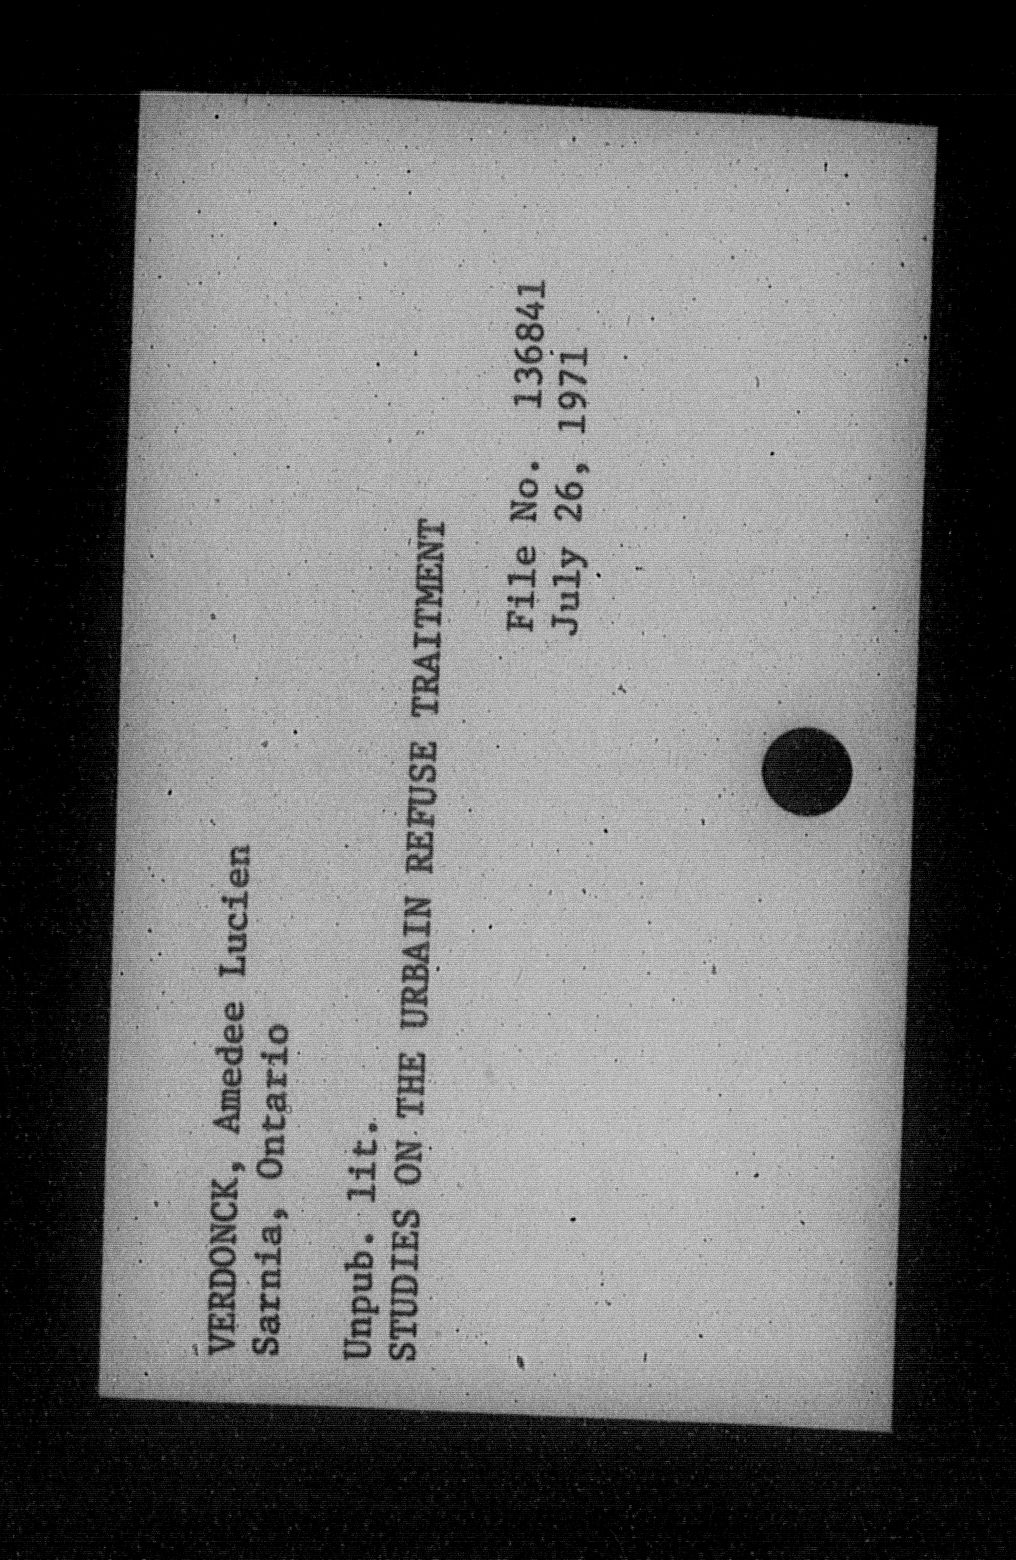 VERDONCK, Amedee Lucien
Sarnia, Ontario
Unpub. lit.
STUDIES ON THE URBAIN REFUSE TRAITMENT
File No. 136841
July 26, 1971